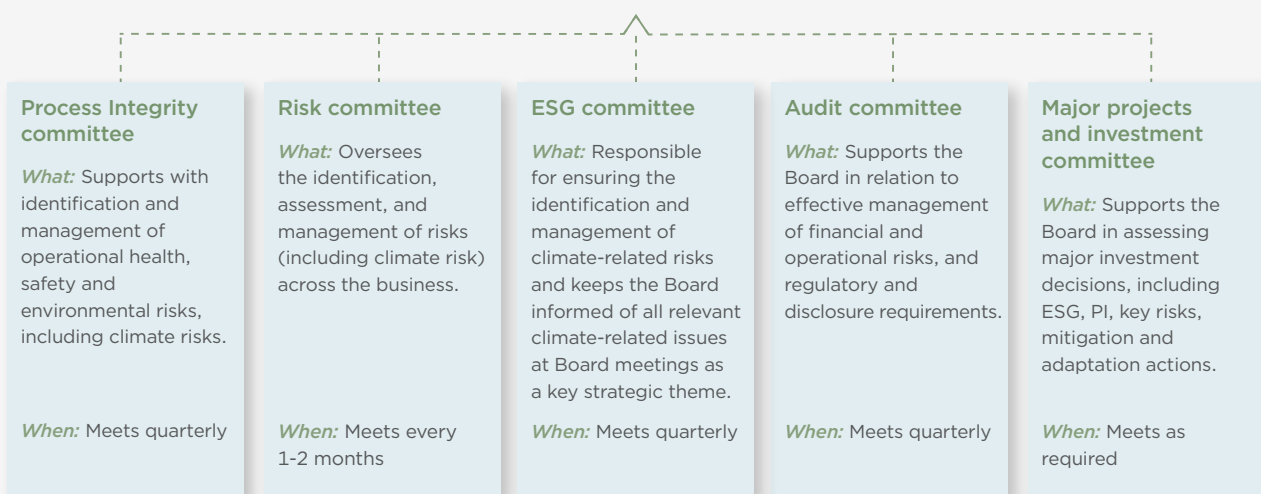 Process Integrity
committee
What: Supports with
identification and
management of
operational health,
safety and
environmental risks,
including climate risks.
When: Meets quarterly
Risk committee
What: Oversees
the identification,
assessment, and
management of risks
(including climate risk)
across the business.
When: Meets every
1-2 months
ESG committee
What: Responsible
for ensuring the
identification and
management of
climate-related risks
and keeps the Board
informed of all relevant
climate-related issues
at Board meetings as
a key strategic theme.
When: Meets quarterly
Audit committee
What: Supports the
Board in relation to
effective management
of financial and
operational risks, and
regulatory and
disclosure requirements.
When: Meets quarterly
Major projects
and investment
committee
What: Supports the
Board in assessing
major investment
decisions, including
ESG, PI, key risks,
mitigation and
adaptation actions.
When: Meets as
required